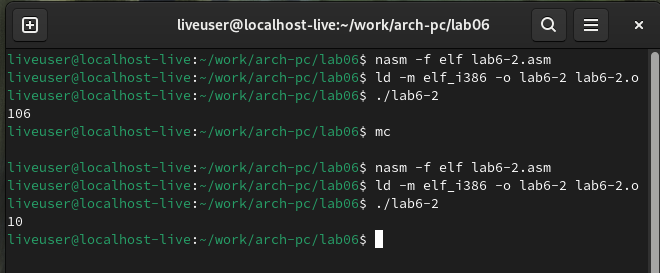 liveuser@localhost-live:~/work/arch-pc/lab06
liveuser@localhost-live:~/work/arch-pc/lab06$ nasm -f elf lab6-2.asm
liveuser@localhost-live:~/work/arch-pc/lab06$ ld -m elf_i386 -o lab6-2 lab6-2.o
liveuser@localhost-live:~/work/arch-pc/lab06$ ./lab6-2
106
liveuser@localhost-live:~/work/arch-pc/lab06$ mc
liveuser@localhost-live:~/work/arch-pc/lab06$ nasm -f elf lab6-2.asm
liveuser@localhost-live:~/work/arch-pc/lab06$ ld -m elf_i386 -o lab6-2 lab6-2.o
liveuser@localhost-live:~/work/arch-pc/lab06$ ./lab6-2
10
liveuser@localhost-live:~/work/arch-pc/lab06$